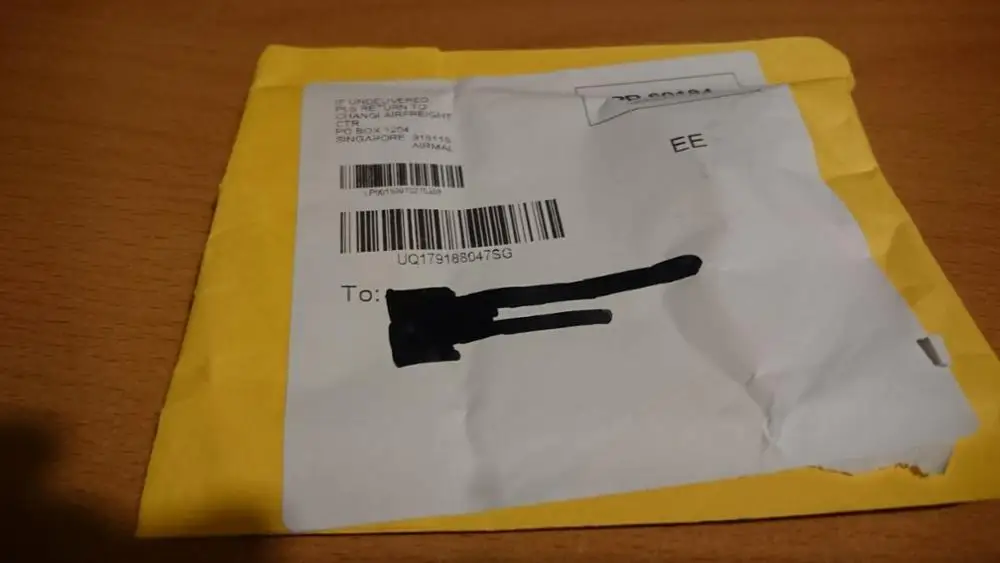 IF UNDELIVERED
PLS RETURN TO
CHANGI AIRFREIGHT
CTR
PO BOX 1204
SINGAPORE
AIRMAIL
EE
UQ179188047SG
To: